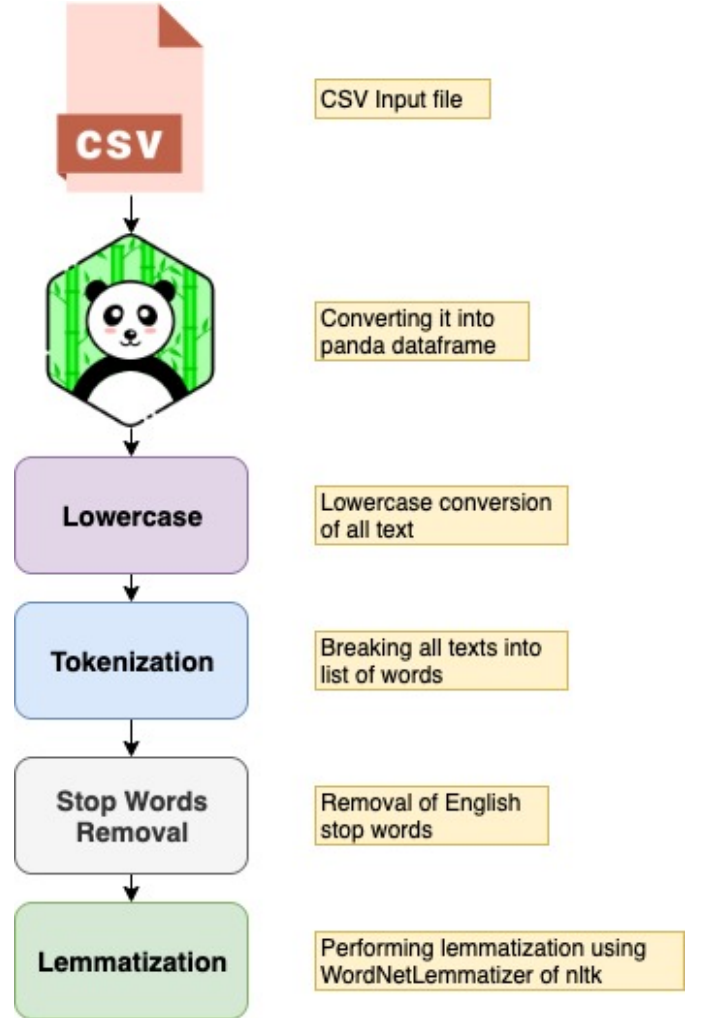 CSV
CSV Input file
Converting it into
panda dataframe
Lowercase
Lowercase conversion
of all text
Tokenization
Breaking all texts into
list of words
Stop Words
Removal
Removal of English
stop words
Lemmatization
Performing lemmatization using
WordNetLemmatizer of nltk